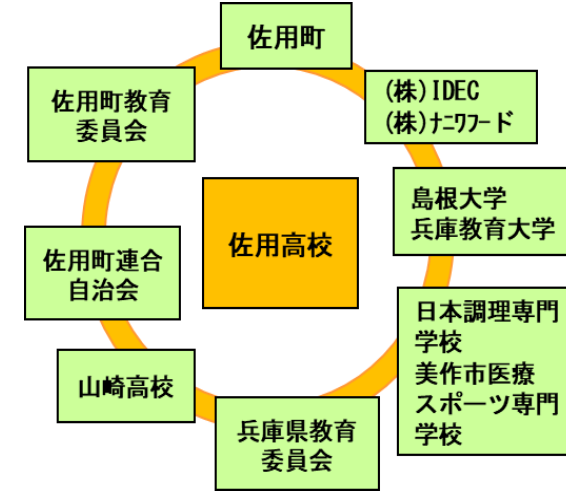 佐用町
(株)IDEC
(株)ﾅﾆﾜﾌｰド
島根大学
兵庫教育大学
日本調理専門
学校
美作市医療
スポーツ専門
学校
兵庫県教育
委員会
山崎高校
佐用町連合
自治会
佐用町教育
委員会
佐用高校